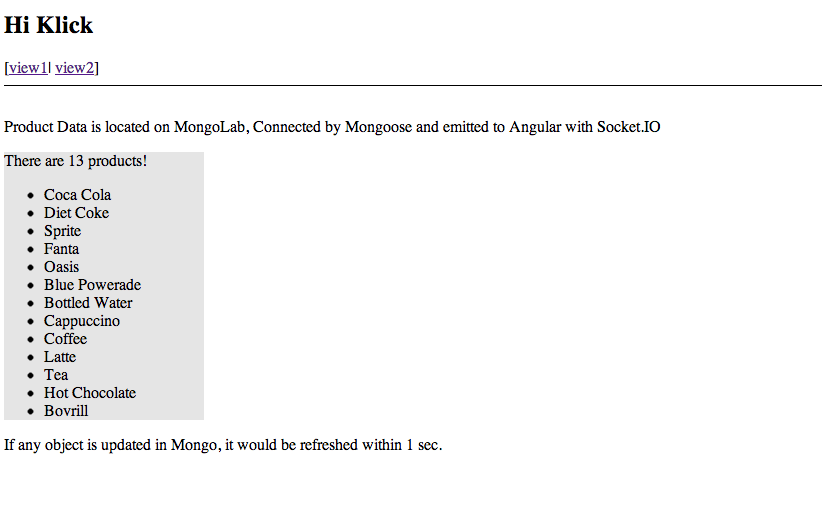 Hi Klick
[view1| view2]
Product Data is located on MongoLab, Connected by Mongoose and emitted to Angular with Socket.IO
There are 13 products!
Coca Cola
Diet Coke
Sprite
Fanta
Oasis
Blue Powerade
Bottled Water
Cappuccino
Coffee
Latte
Tea
Hot Chocolate
Bovrill
If any object is updated in Mongo, it would be refreshed within 1 sec.